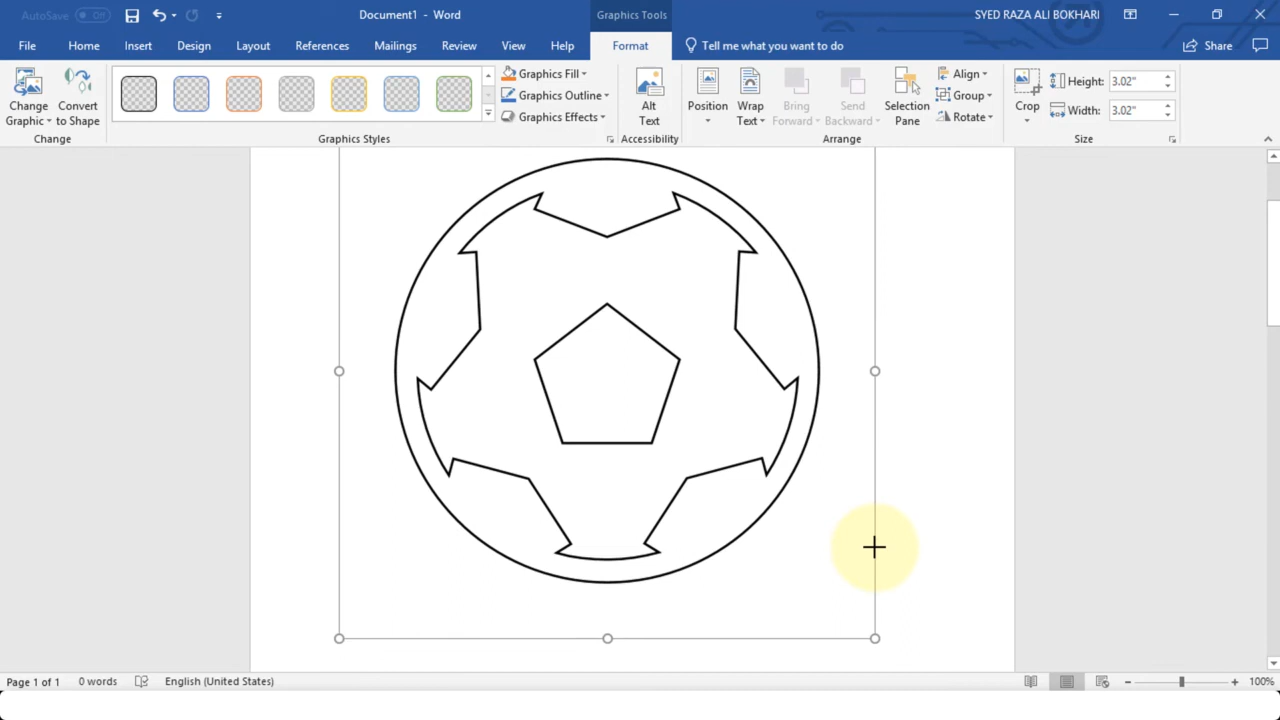 AutoSave Off
Document1 - Word
Graphics Tools
SYED RAZA ALI BOKHARI
File Home Insert Design Layout References Mailings Review View Help Format Tell me what you want to do Share
Change Graphic
Convert to Shape
Change
Graphics Styles
Graphics Fill
Graphics Outline
Graphics Effects
Alt Text
Accessibility
Position
Wrap Text
Bring Forward
Send Backward
Selection Pane
Align
Group
Rotate
Arrange
Crop
Height: 3.02"
Width: 3.02"
Size
Page 1 of 1 0 words English (United States) 100%